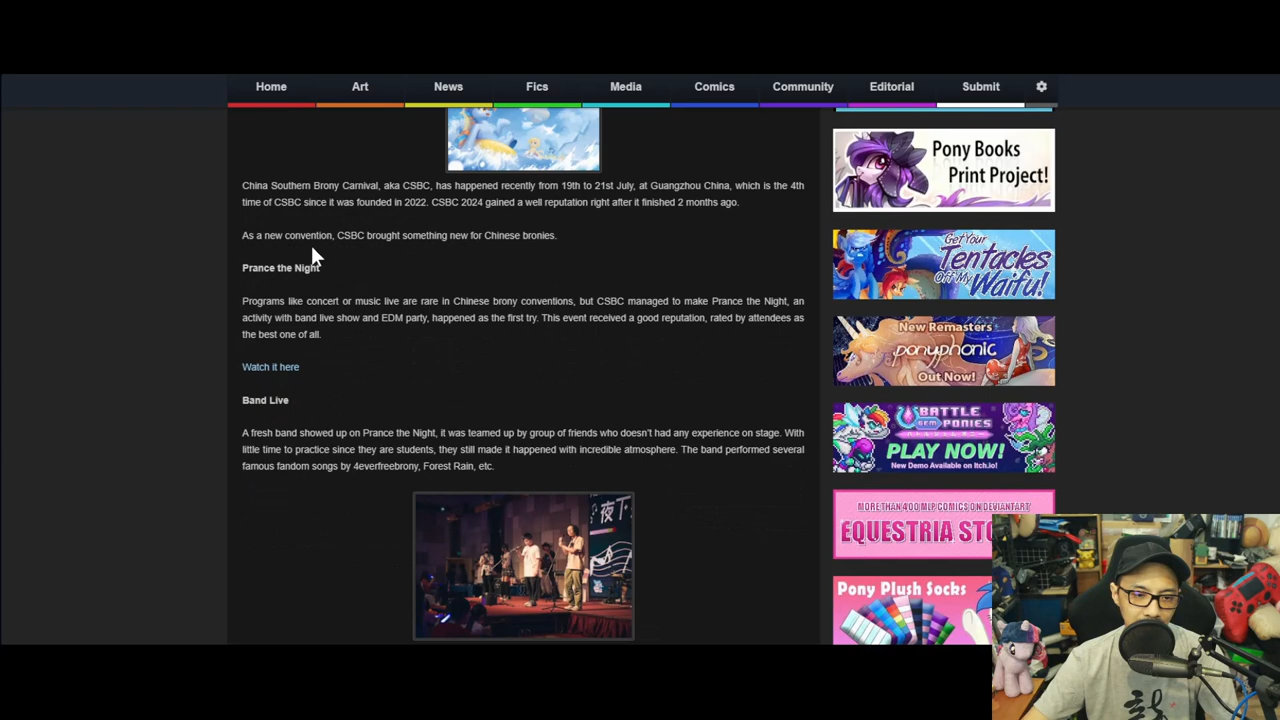 Home Art News Fics Media Comics Community Editorial Submit
China Southern Brony Carnival, aka CSBC, has happened recently from 19th to 21st July, at Guangzhou China, which is the 4th
time of CSBC since it was founded in 2022. CSBC 2024 gained a well reputation right after it finished 2 months ago.
As a new convention, CSBC brought something new for Chinese bronies.
Prance the Night
Programs like concert or music live are rare in Chinese brony conventions, but CSBC managed to make Prance the Night, an
activity with band live show and EDM party, happened as the first try. This event received a good reputation, rated by attendees as
the best one of all.
Watch it here
Band Live
A fresh band showed up on Prance the Night, it was teamed up by group of friends who doesn't had any experience on stage. With
little time to practice since they are students, they still made it happened with incredible atmosphere. The band performed several
famous fandom songs by 4everfreebrony, Forest Rain, etc.
夜下
Pony Books
Print Project!
Get Your
Tentacles
Off My
Waifu!
New Remasters
ponyphonic
Out Now!
BATTLE
GEM PONIES
PLAY NOW!
New Demo Available on Itch.io!
MORE THAN 400 MLP COMICS ON DEVIANTART
EQUESTRIA STO
Pony Plush Socks